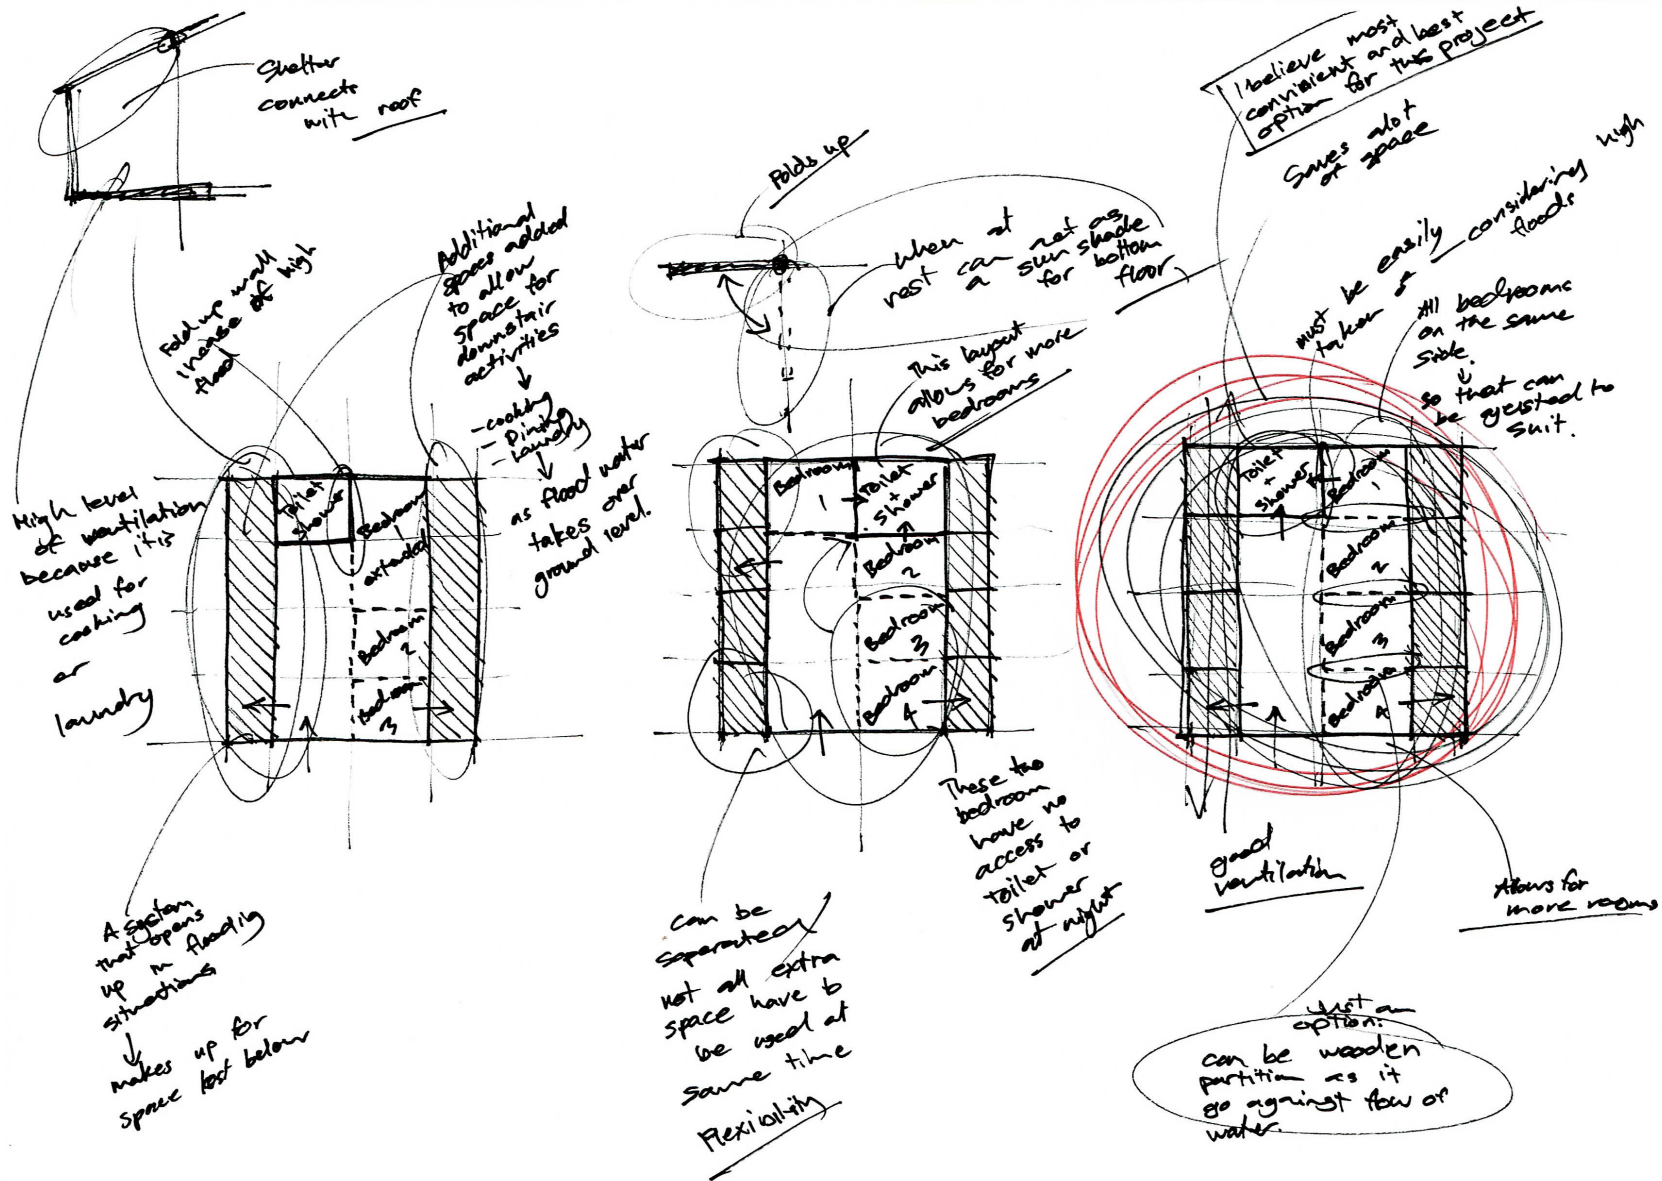 Shelter
connects
with roof
Fold up wall
incase of high
flood
High level
of ventilation
because it is
used for
cooking
or
laundry
Additional
spaces added
to allow
space for
downstair
activities
- cooking
- Dining
- Laundry
as flood water
takes over
ground level.
Toilet
+
Shower
Bedroom
1
extended
Bedroom
2
Bedroom
3
A system
that opens
up in flooding
situations
makes up for
space lost below
Folds up
when at
rest can act as
a sun shade
for bottom
floor
This layout
allows for more
bedrooms
Bedroom
1
Toilet
+
Shower
Bedroom
2
Bedroom
3
Bedroom
4
can be
seperated
not all extra
space have to
be used at
same time
Flexibility
These two
bedroom
have no
access to
toilet or
shower
at night
I believe most
convinient and best
option for this project
Saves alot
of space
must be easily
considering high
floods
All bedrooms
on the same
side.
so that can
be
to
suit.
Toilet
+
Shower
Bedroom
1
Bedroom
2
Bedroom
3
Bedroom
4
good
ventilation
Allows for
more rooms
Just an
option:
can be wooden
partition as it
go against flow of
water.